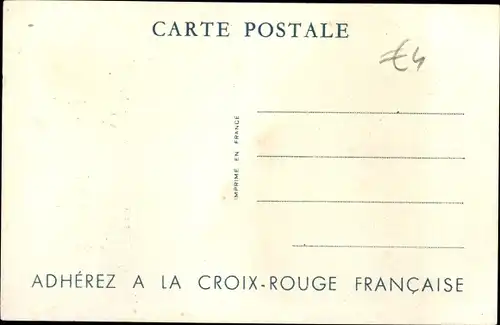 CARTE POSTALE
€4
IMPRIMÉ EN FRANCE
ADHÉREZ A LA CROIX-ROUGE FRANÇAISE